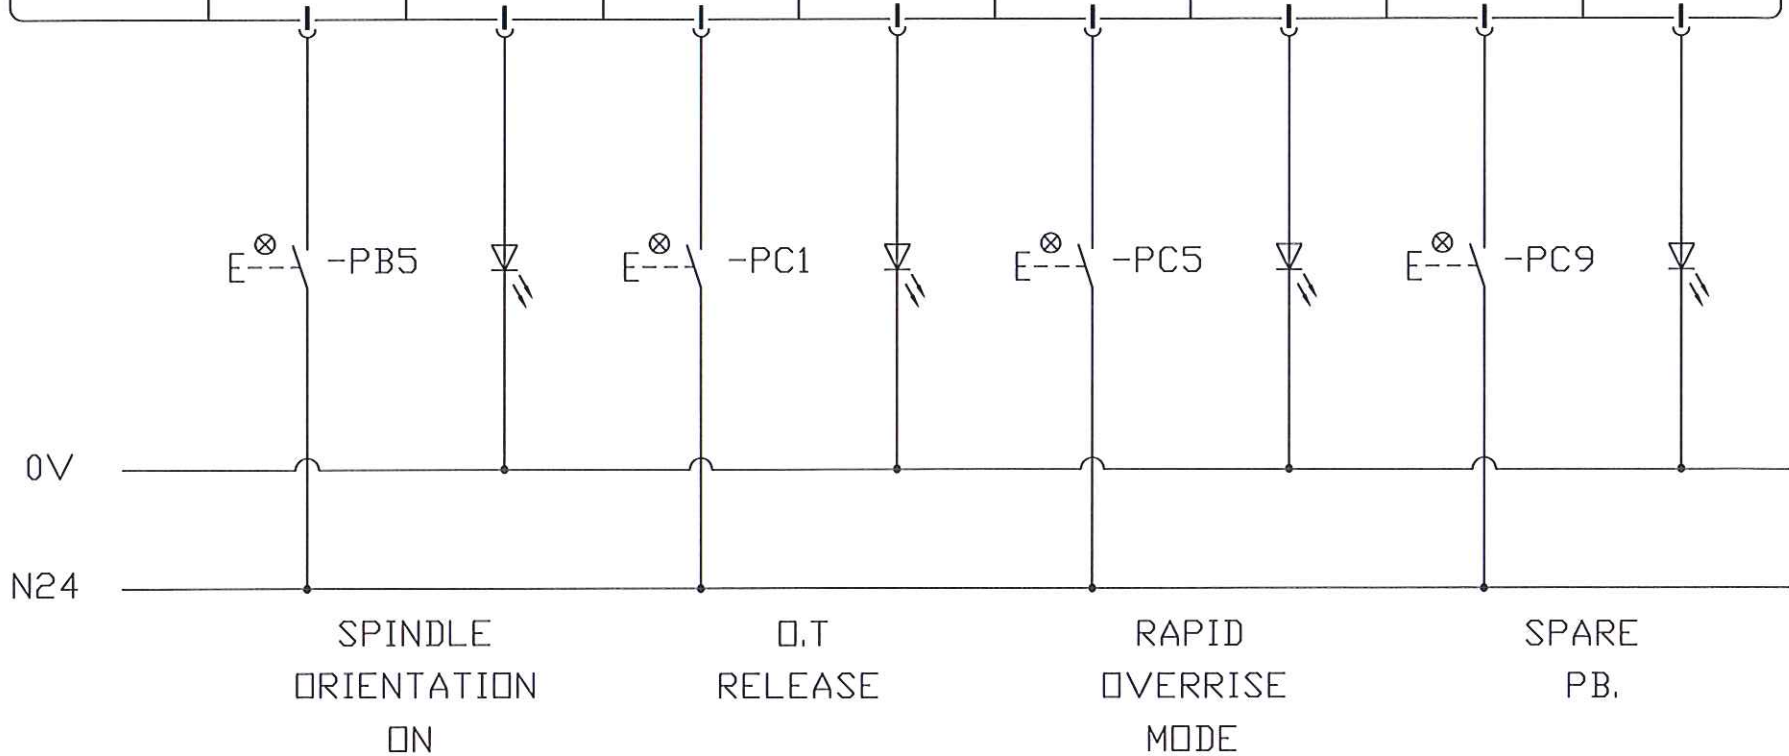 -PB5
-PC1
-PC5
-PC9
0V
N24
SPINDLE
ORIENTATION
ON
O.T
RELEASE
RAPID
OVERRISE
MODE
SPARE
PB.